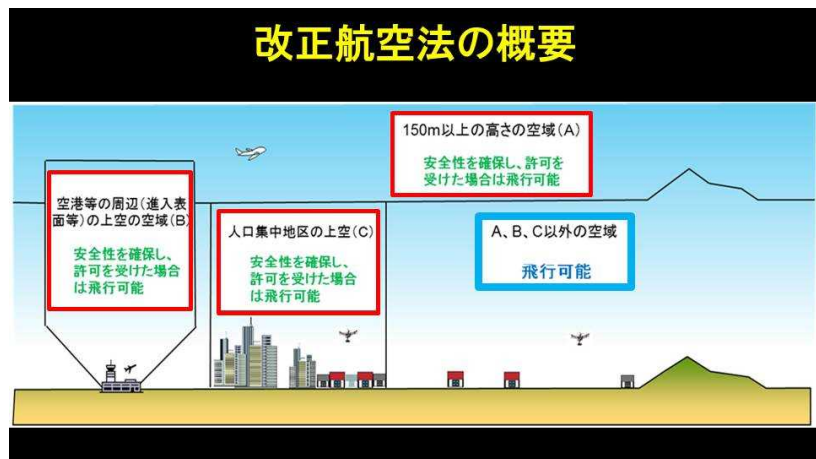 改正航空法の概要
150m以上の高さの空域(A)
安全性を確保し、許可を
受けた場合は飛行可能
空港等の周辺(進入表
面等)の上空の空域(B)
安全性を確保し、
許可を受けた場合
は飛行可能
人口集中地区の上空(C)
安全性を確保し、
許可を受けた場合
は飛行可能
A、B、C以外の空域
飛行可能